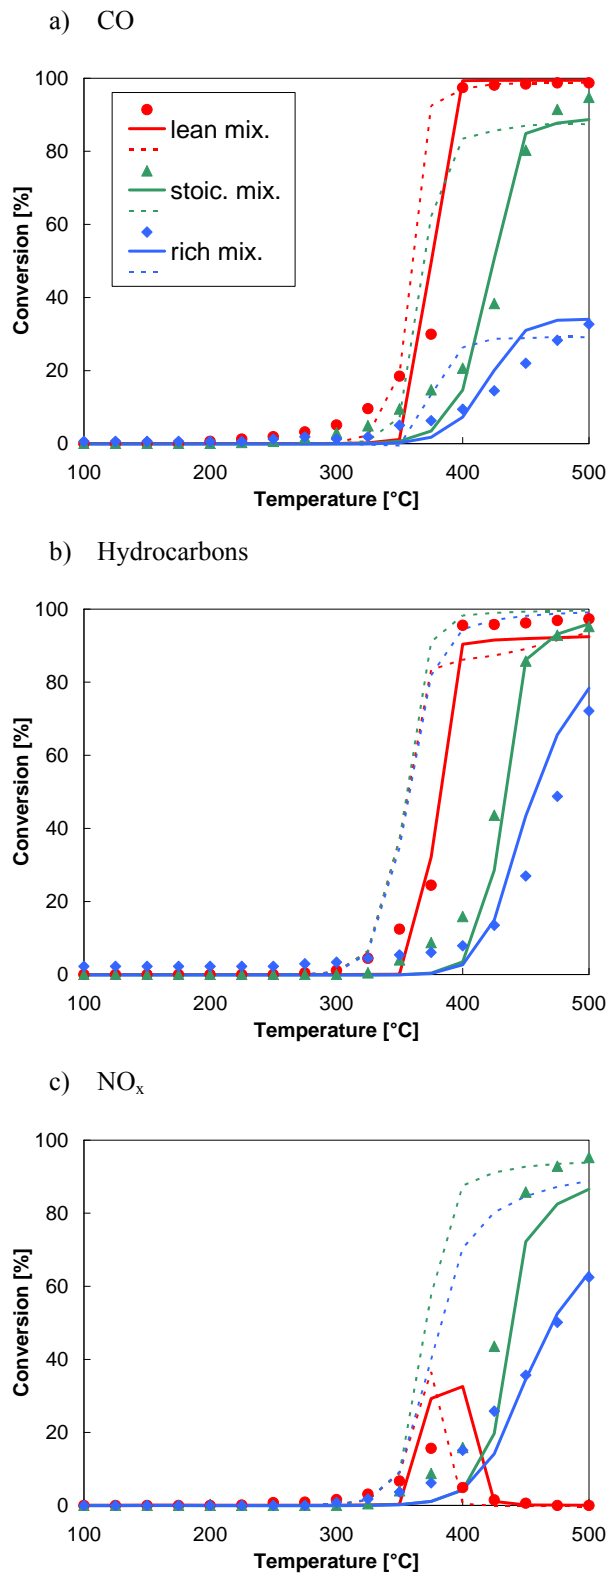 a) CO
100
80
60
40
20
0
Conversion [%]
lean mix.
stoic. mix.
rich mix.
100 200 300 400 500
Temperature [°C]
b) Hydrocarbons
100
80
60
40
20
0
Conversion [%]
100 200 300 400 500
Temperature [°C]
c) NOx
100
80
60
40
20
0
Conversion [%]
100 200 300 400 500
Temperature [°C]